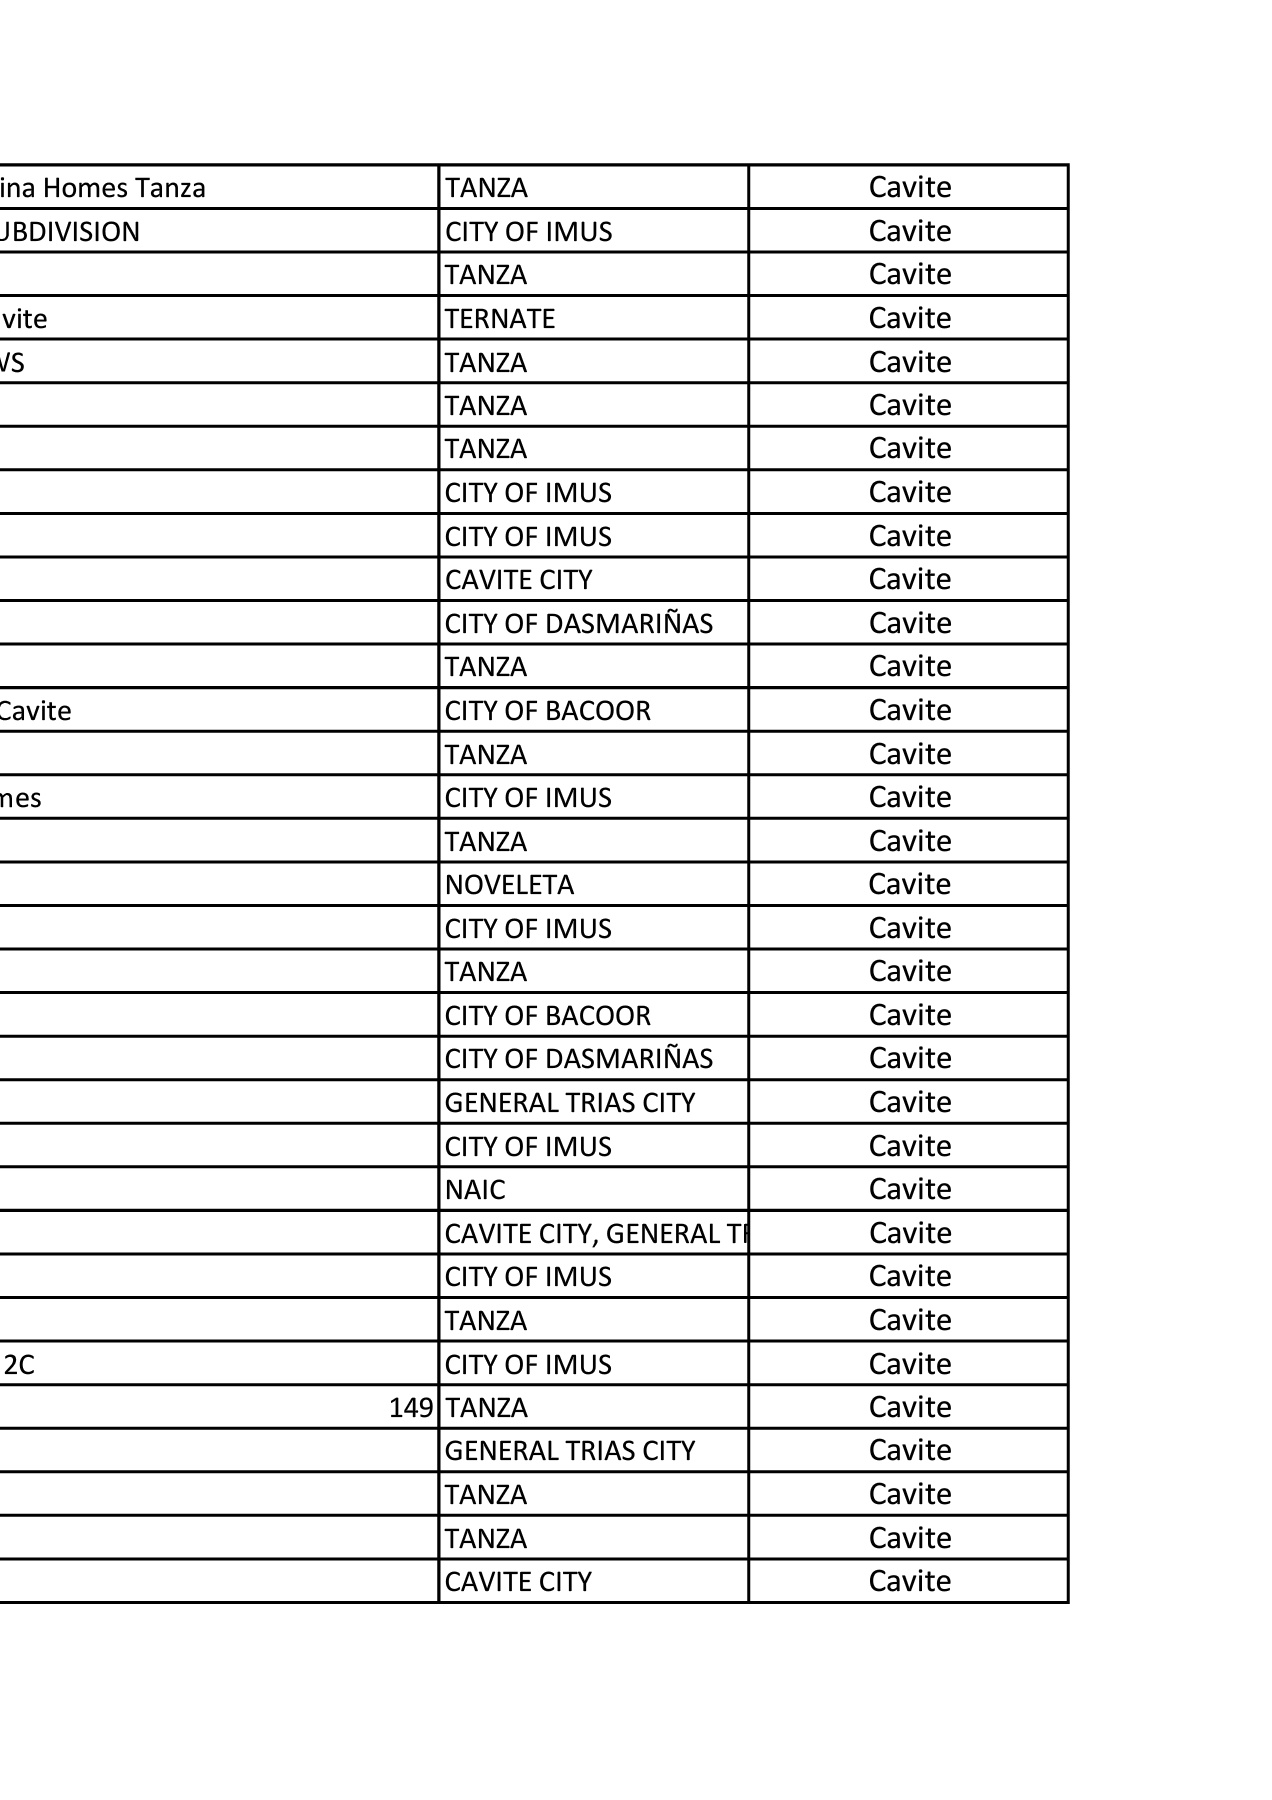 ina Homes Tanza TANZA Cavite
UBDIVISION CITY OF IMUS Cavite
TANZA Cavite
vite TERNATE Cavite
WS TANZA Cavite
TANZA Cavite
TANZA Cavite
CITY OF IMUS Cavite
CITY OF IMUS Cavite
CAVITE CITY Cavite
CITY OF DASMARIÑAS Cavite
TANZA Cavite
Cavite CITY OF BACOOR Cavite
TANZA Cavite
mes CITY OF IMUS Cavite
TANZA Cavite
NOVELETA Cavite
CITY OF IMUS Cavite
TANZA Cavite
CITY OF BACOOR Cavite
CITY OF DASMARIÑAS Cavite
GENERAL TRIAS CITY Cavite
CITY OF IMUS Cavite
NAIC Cavite
CAVITE CITY, GENERAL Cavite
CITY OF IMUS Cavite
TANZA Cavite
2C CITY OF IMUS Cavite
149 TANZA Cavite
GENERAL TRIAS CITY Cavite
TANZA Cavite
TANZA Cavite
CAVITE CITY Cavite